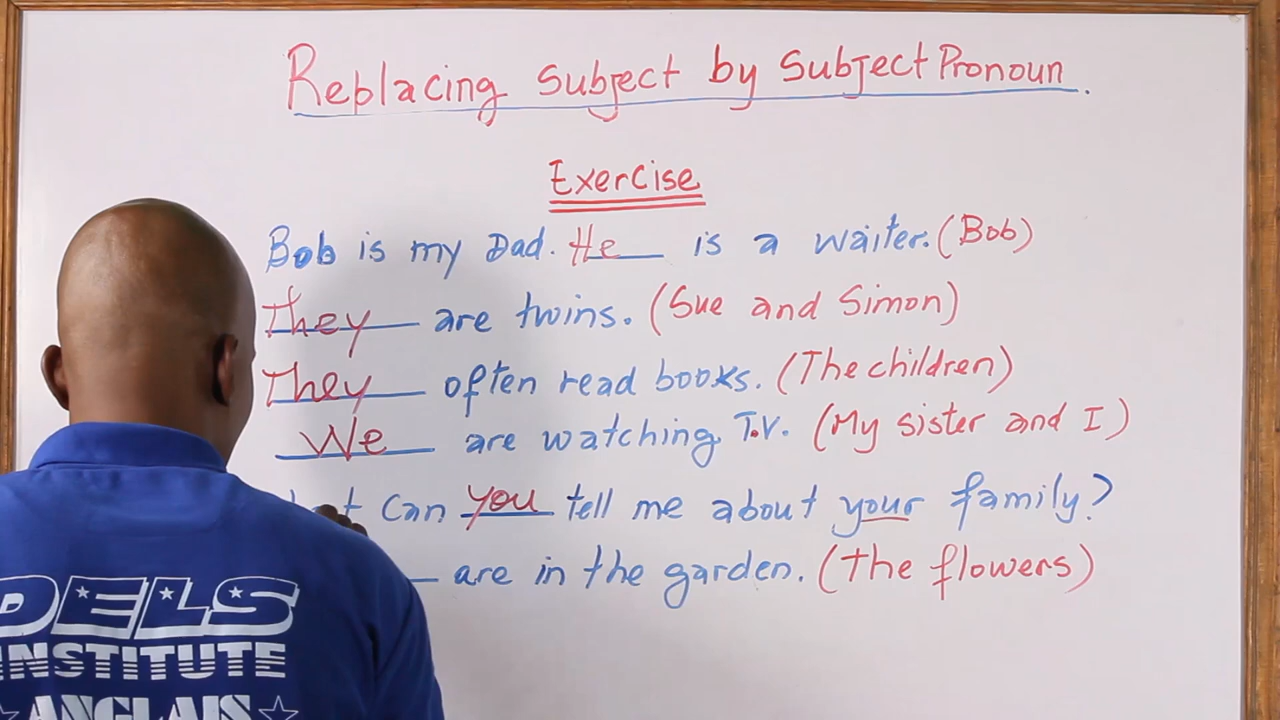 Replacing Subject by Subject Pronoun.
Exercise
Bob is my Dad. He is a waiter. (Bob)
They are twins. (Sue and Simon)
They often read books. (The children)
We are watching T.V. (My sister and I)
can you tell me about your family?
are in the garden. (the flowers)
DELS
INSTITUTE
ANGLAIS